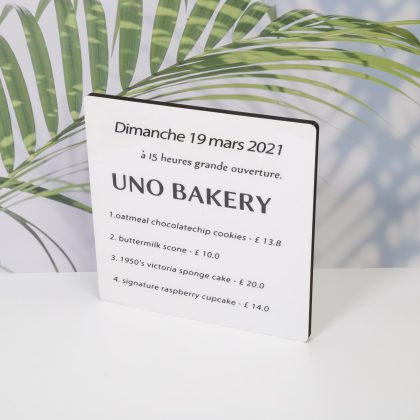 Dimanche 19 mars 2021
à 15 heures grande ouverture.
UNO BAKERY
1.oatmeal chocolatechip cookies - £ 13.8
2. buttermilk scone - £ 10.0
3. 1950's victoria sponge cake - £ 20.0
4. signature raspberry cupcake - £ 14.0